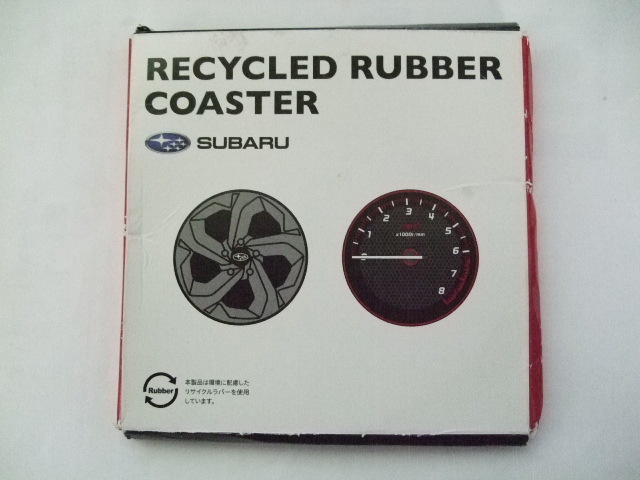 RECYCLED RUBBER
COASTER
SUBARU
1
2
3
4
5
6
7
8
x1000r/min
Rubber
本製品は環境に配慮した
リサイクルラバーを使用
しています。